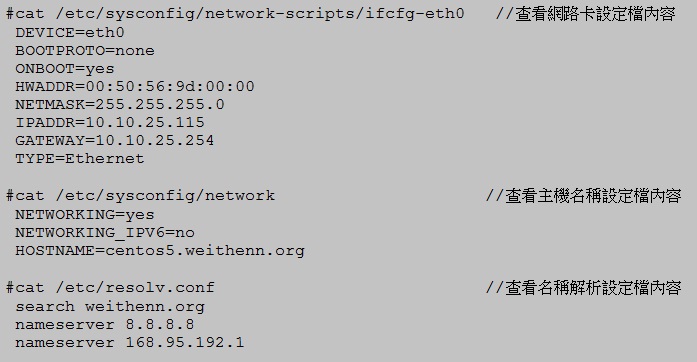 #cat /etc/sysconfig/network-scripts/ifcfg-eth0 //查看網路卡設定檔內容
DEVICE=eth0
BOOTPROTO=none
ONBOOT=yes
HWADDR=00:50:56:9d:00:00
NETMASK=255.255.255.0
IPADDR=10.10.25.115
GATEWAY=10.10.25.254
TYPE=Ethernet
#cat /etc/sysconfig/network //查看主機名稱設定檔內容
NETWORKING=yes
NETWORKING_IPV6=no
HOSTNAME=centos5.weithenn.org
#cat /etc/resolv.conf //查看名稱解析設定檔內容
search weithenn.org
nameserver 8.8.8.8
nameserver 168.95.192.1